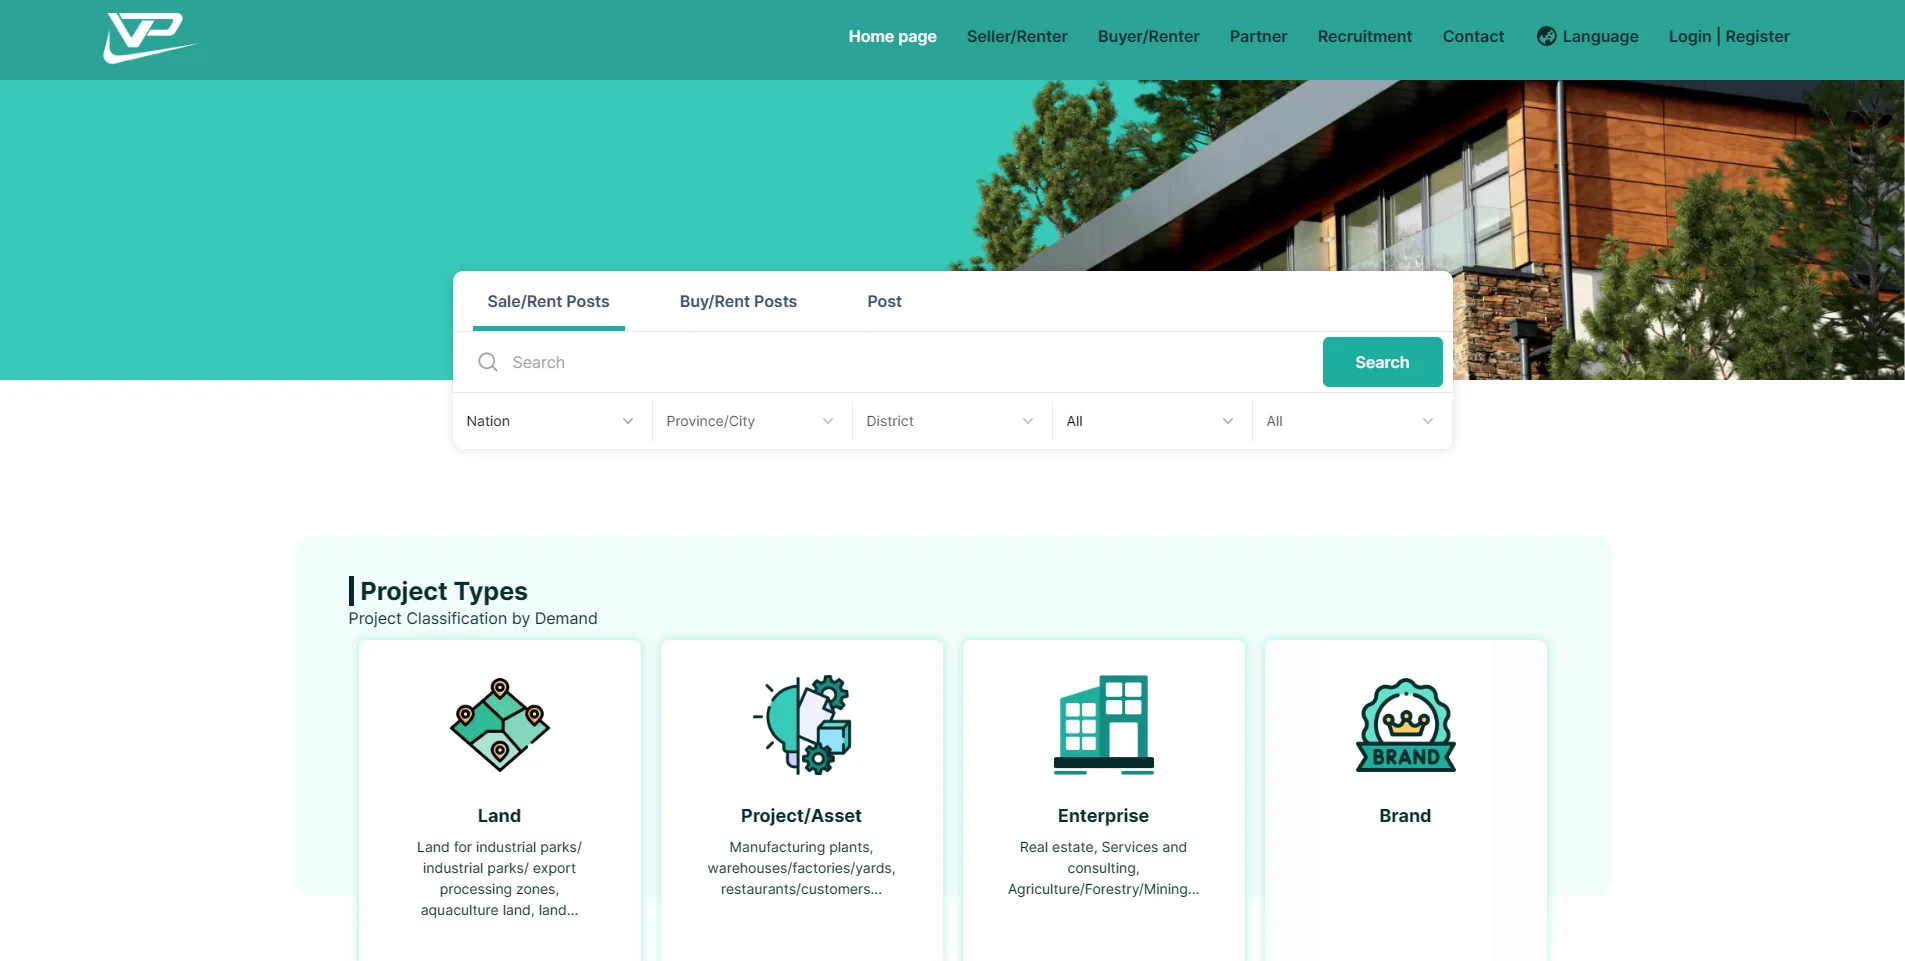 VP
Home page Seller/Renter Buyer/Renter Partner Recruitment Contact Language Login | Register
Sale/Rent Posts Buy/Rent Posts Post
Search Search
Nation Province/City District All All
Project Types
Project Classification by Demand
BRAND
Land
Land for industrial parks/
industrial parks/ export
processing zones,
aquaculture land, land...
Project/Asset
Manufacturing plants,
warehouses/factories/yards,
restaurants/customers...
Enterprise
Real estate, Services and
consulting,
Agriculture/Forestry/Mining...
Brand